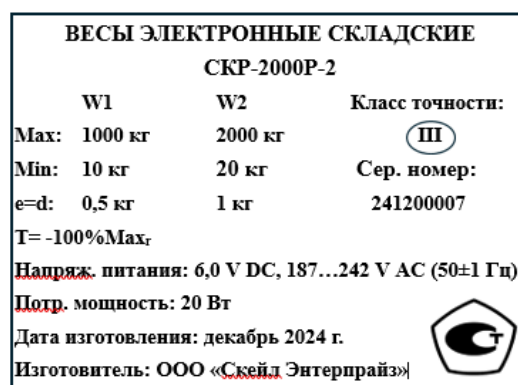 ВЕСЫ ЭЛЕКТРОННЫЕ СКЛАДСКИЕ
СКР-2000Р-2
W1 W2 Класс точности:
Max: 1000 кг 2000 кг III
Min: 10 кг 20 кг Сер. номер:
e=d: 0,5 кг 1 кг 241200007
T= -100%Maxr
Напряж. питания: 6,0 V DC, 187…242 V AC (50±1 Гц)
Потр. мощность: 20 Вт
Дата изготовления: декабрь 2024 г.
Изготовитель: ООО «Скейл Энтерпрайз»